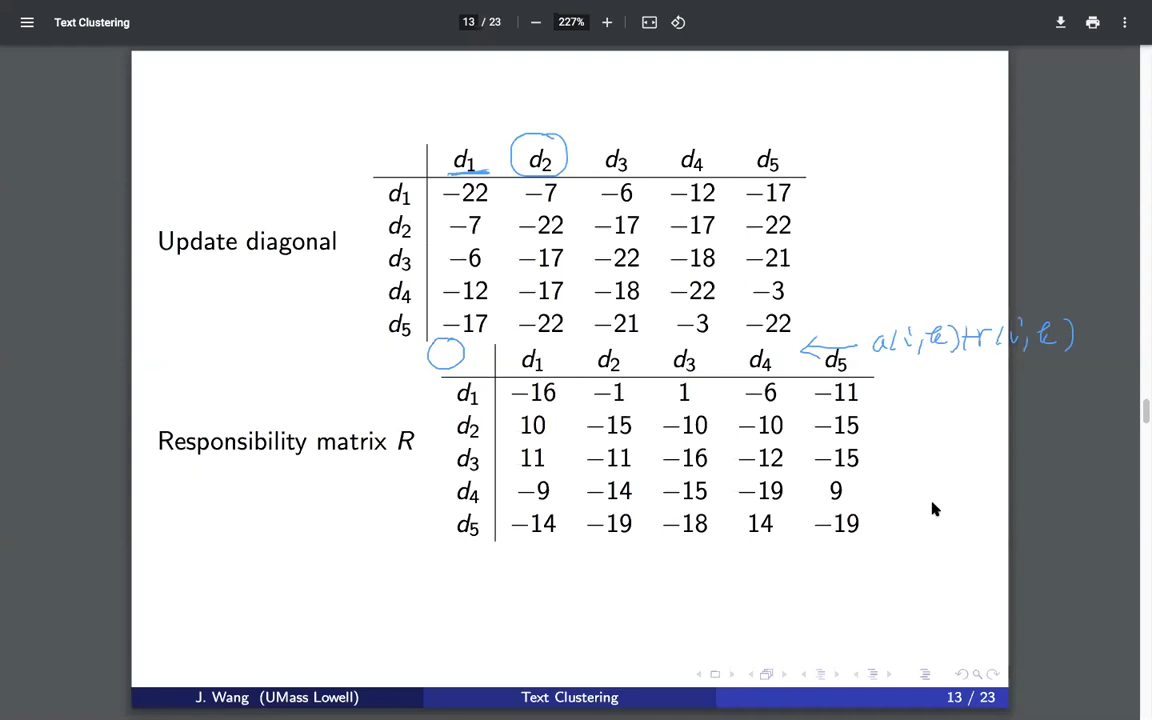 Text Clustering
13 / 23
227%
d1 d2 d3 d4 d5
d1 −22 −7 −6 −12 −17
d2 −7 −22 −17 −17 −22
Update diagonal
d3 −6 −17 −22 −18 −21
d4 −12 −17 −18 −22 −3
d5 −17 −22 −21 −3 −22
a(i,k)+r(i,k)
d1 d2 d3 d4 d5
d1 −16 −1 1 −6 −11
d2 10 −15 −10 −10 −15
Responsibility matrix R
d3 11 −11 −16 −12 −15
d4 −9 −14 −15 −19 9
d5 −14 −19 −18 14 −19
J. Wang (UMass Lowell) Text Clustering 13 / 23